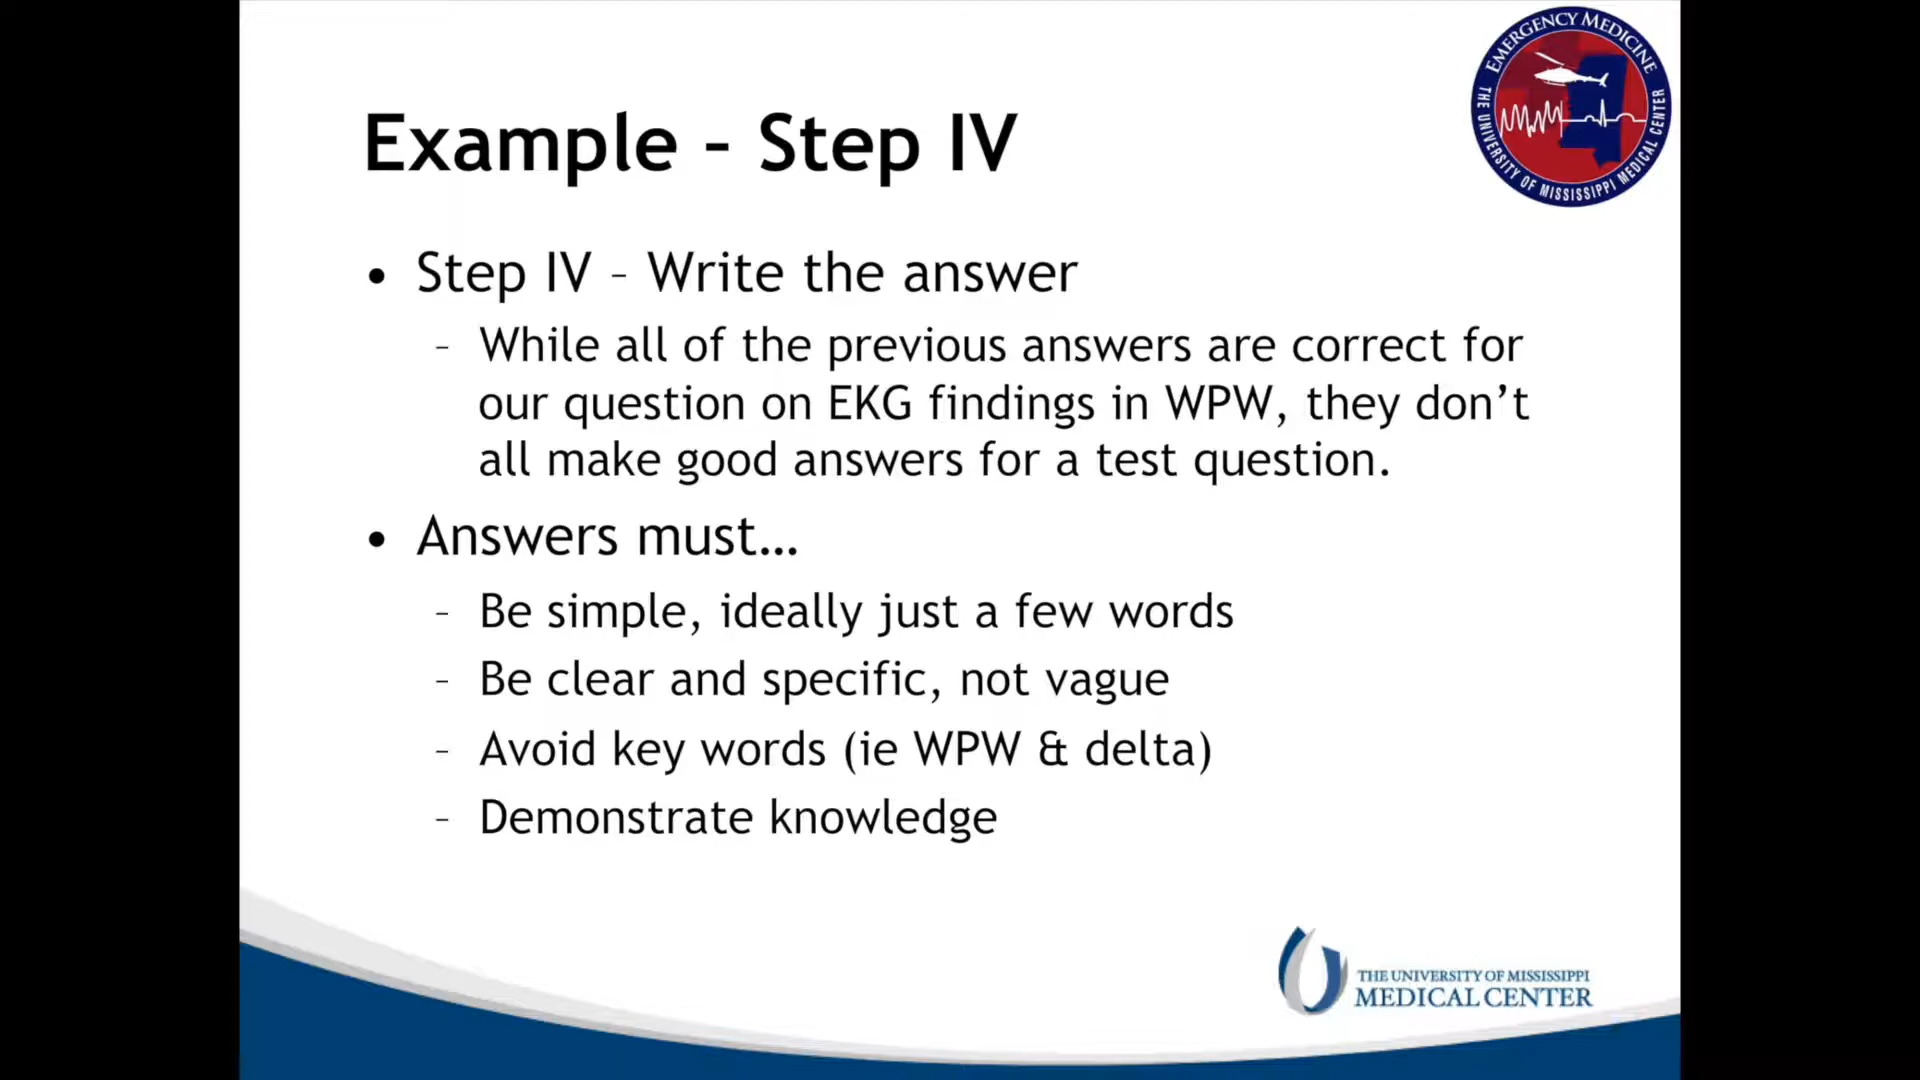 EMERGENCY MEDICINE
THE UNIVERSITY OF MISSISSIPPI MEDICAL CENTER
Example – Step IV
• Step IV – Write the answer
– While all of the previous answers are correct for
our question on EKG findings in WPW, they don’t
all make good answers for a test question.
• Answers must…
– Be simple, ideally just a few words
– Be clear and specific, not vague
– Avoid key words (ie WPW & delta)
– Demonstrate knowledge
THE UNIVERSITY OF MISSISSIPPI
MEDICAL CENTER